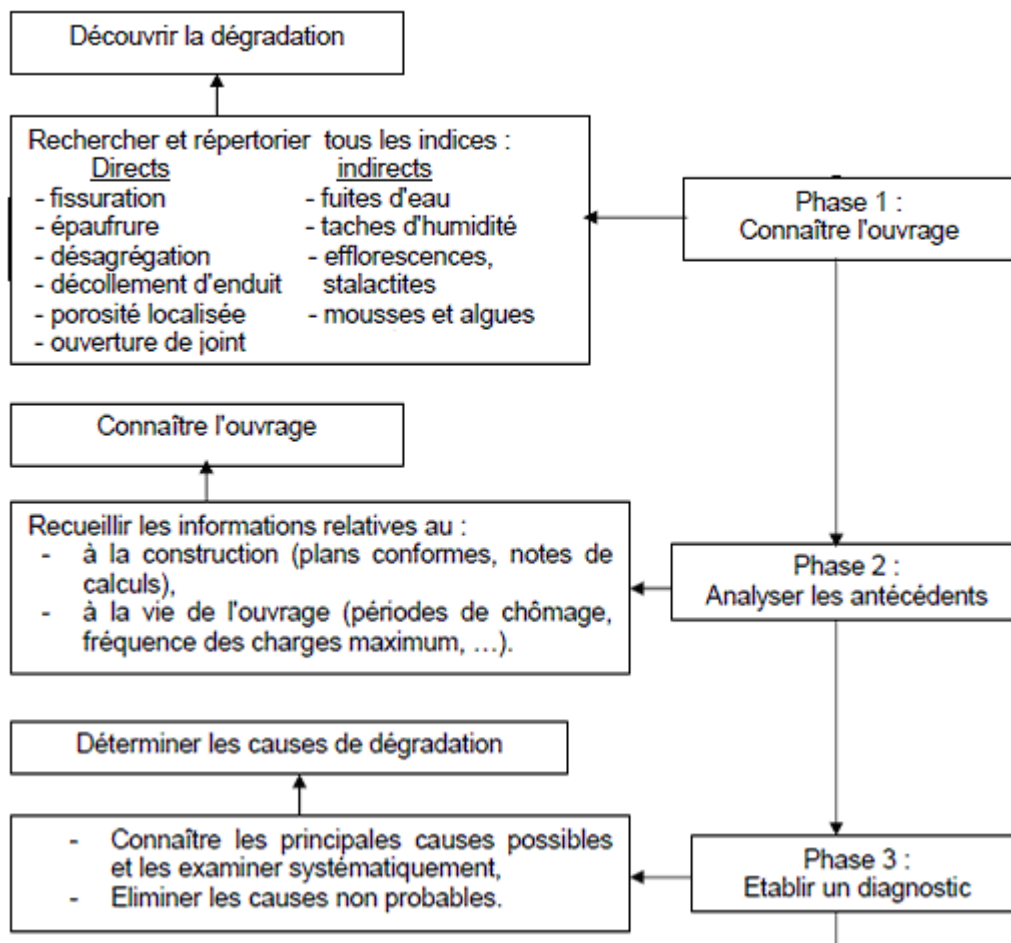 Découvrir la dégradation
Rechercher et répertorier tous les indices :
Directs
- fissuration
- épaufrure
- désagrégation
- décollement d'enduit
- porosité localisée
- ouverture de joint
indirects
- fuites d'eau
- taches d'humidité
- efflorescences,
stalactites
- mousses et algues
Phase 1 :
Connaître l'ouvrage
Connaître l'ouvrage
Recueillir les informations relatives au :
- à la construction (plans conformes, notes de
calculs),
- à la vie de l'ouvrage (périodes de chômage,
fréquence des charges maximum, …).
Phase 2 :
Analyser les antécédents
Déterminer les causes de dégradation
- Connaître les principales causes possibles
et les examiner systématiquement,
- Eliminer les causes non probables.
Phase 3 :
Etablir un diagnostic